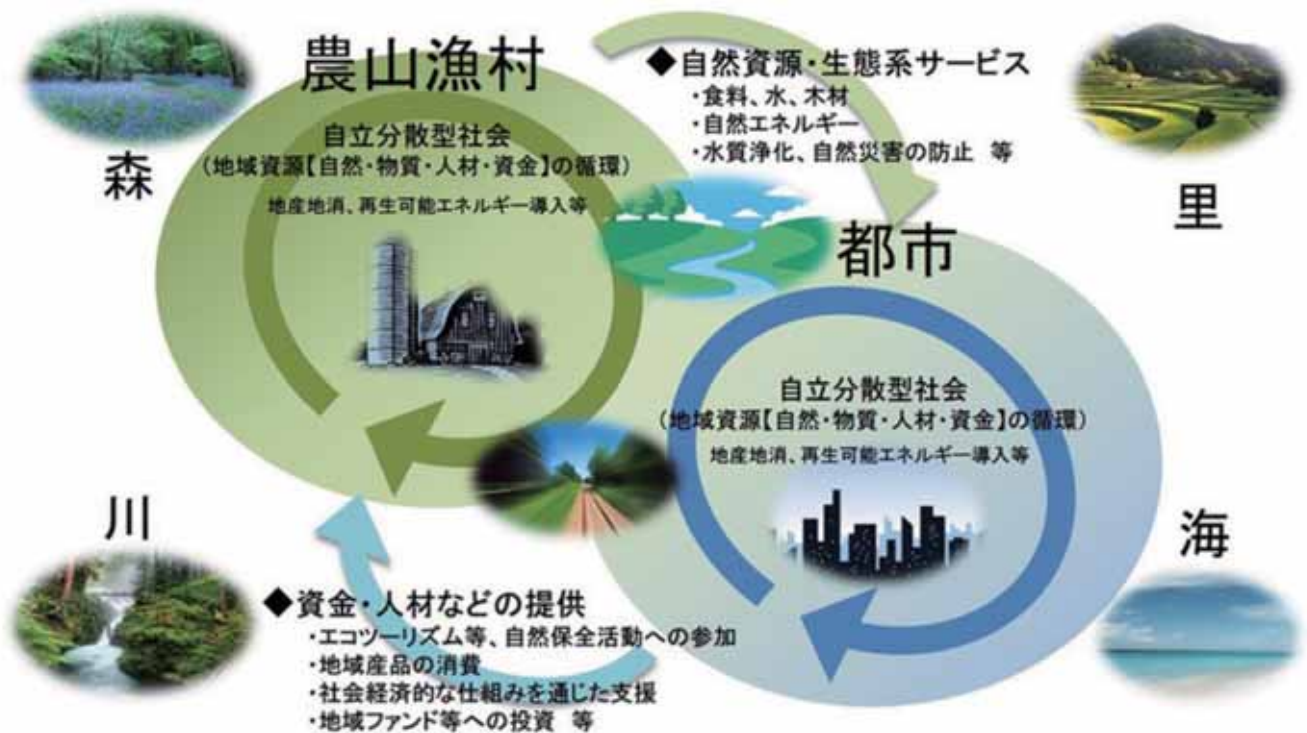 農山漁村
◆自然資源・生態系サービス
・食料、水、木材
・自然エネルギー
・水質浄化、自然災害の防止 等
森
里
自立分散型社会
(地域資源【自然・物質・人材・資金】の循環)
地産地消、再生可能エネルギー導入等
都市
自立分散型社会
(地域資源【自然・物質・人材・資金】の循環)
地産地消、再生可能エネルギー導入等
川
海
◆資金・人材などの提供
・エコツーリズム等、自然保全活動への参加
・地域産品の消費
・社会経済的な仕組みを通じた支援
・地域ファンド等への投資 等